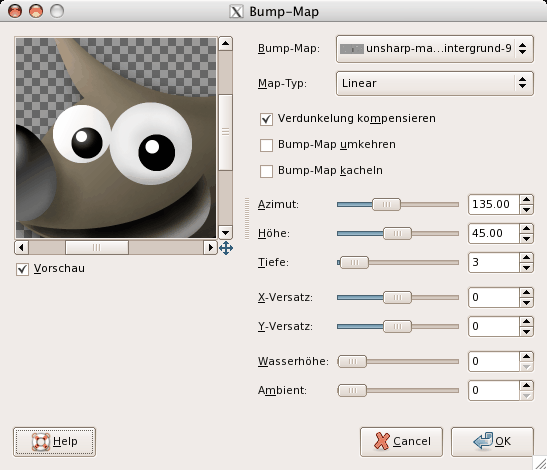 Bump-Map
Bump-Map: unsharp-ma...intergrund-9
Map-Typ: Linear
Verdunkelung kompensieren
Bump-Map umkehren
Bump-Map kacheln
Azimut: 135.00
Höhe: 45.00
Tiefe: 3
X-Versatz: 0
Y-Versatz: 0
Wasserhöhe: 0
Ambient: 0
Vorschau
Help Cancel OK